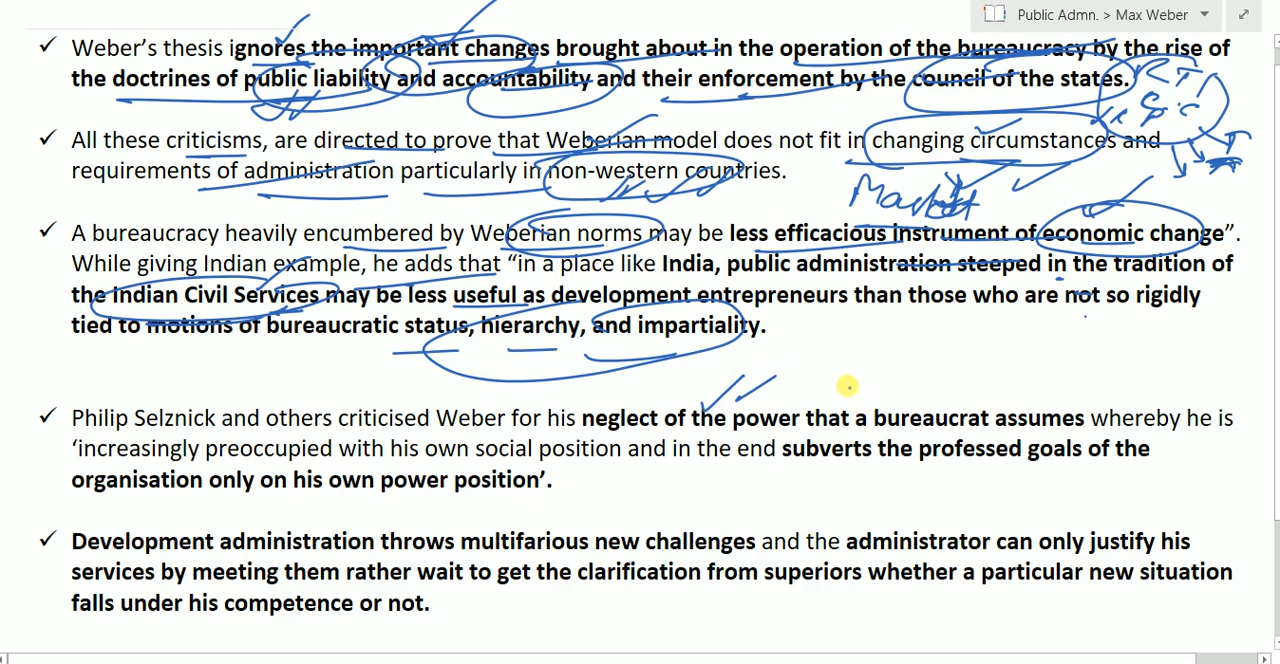 Public Admn. > Max Weber
✓ Weber’s thesis ignores the important changes brought about in the operation of the bureaucracy by the rise of
the doctrines of public liability and accountability and their enforcement by the council of the states.
RTI
✓ All these criticisms, are directed to prove that Weberian model does not fit in changing circumstances and
requirements of administration particularly in non-western countries.
Market
✓ A bureaucracy heavily encumbered by Weberian norms may be less efficacious instrument of economic change”.
While giving Indian example, he adds that “in a place like India, public administration steeped in the tradition of
the Indian Civil Services may be less useful as development entrepreneurs than those who are not so rigidly
tied to motions of bureaucratic status, hierarchy, and impartiality.
✓ Philip Selznick and others criticised Weber for his neglect of the power that a bureaucrat assumes whereby he is
‘increasingly preoccupied with his own social position and in the end subverts the professed goals of the
organisation only on his own power position’.
✓ Development administration throws multifarious new challenges and the administrator can only justify his
services by meeting them rather wait to get the clarification from superiors whether a particular new situation
falls under his competence or not.